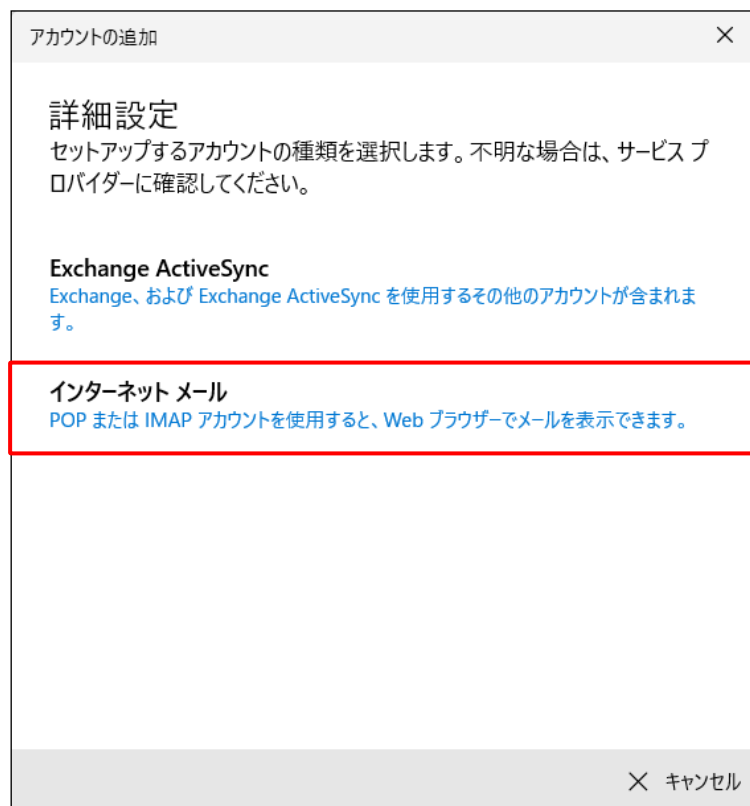 アカウントの追加
詳細設定
セットアップするアカウントの種類を選択します。不明な場合は、サービス プ
ロバイダーに確認してください。
Exchange ActiveSync
Exchange、および Exchange ActiveSync を使用するその他のアカウントが含まれま
す。
インターネット メール
POP または IMAP アカウントを使用すると、Web ブラウザーでメールを表示できます。
キャンセル